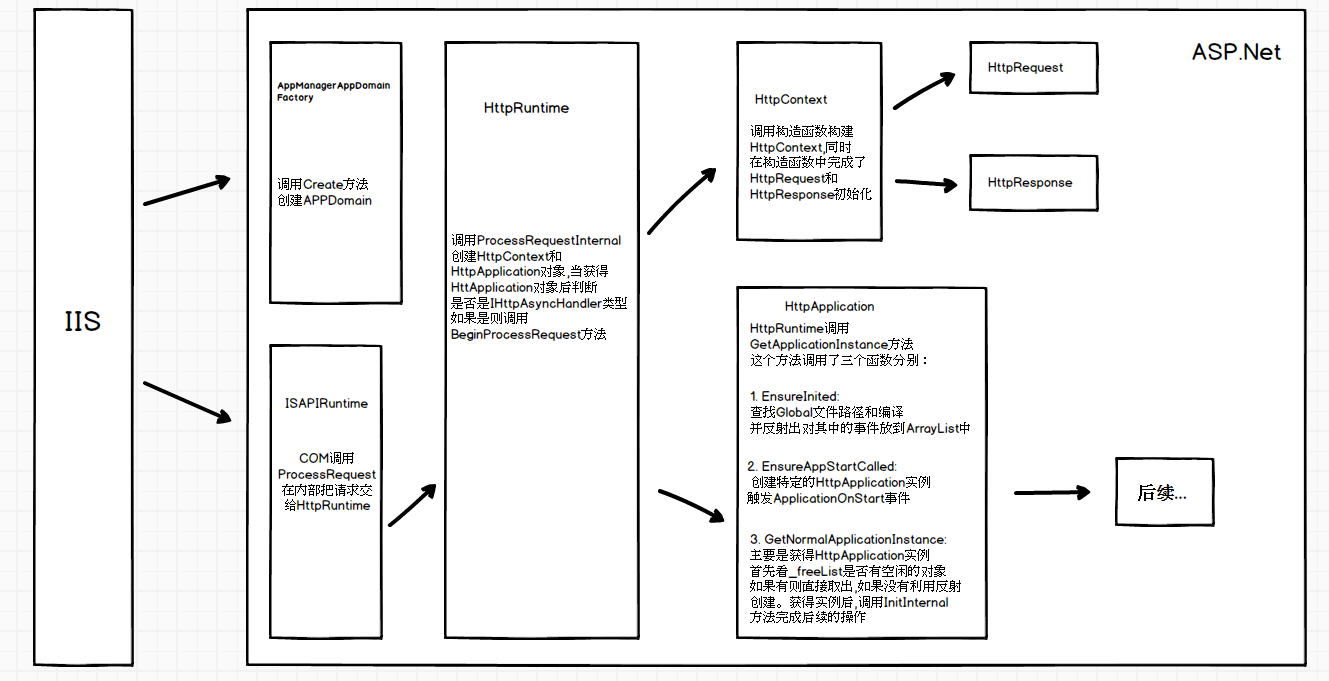 IIS
ASP.Net
AppManagerAppDomain
Factory
调用Create方法
创建APPDomain
ISAPIRuntime
COM调用
ProcessRequest
在内部把请求交
给HttpRuntime
HttpRuntime
调用ProcessRequestInternal
创建HttpContext和
HttpApplication对象,当获得
HttApplication对象后判断
是否是IHttpAsyncHandler类型
如果是则调用
BeginProcessRequest方法
HttpContext
调用构造函数构建
HttpContext,同时
在构造函数中完成了
HttpRequest和
HttpResponse初始化
HttpRequest
HttpResponse
HttpApplication
HttpRuntime调用
GetApplicationInstance方法
这个方法调用了三个函数分别：
1. EnsureInited:
查找Global文件路径和编译
并反射出对其中的事件放到ArrayList中
2. EnsureAppStartCalled:
创建特定的HttpApplication实例
触发ApplicationOnStart事件
3. GetNormalApplicationInstance:
主要是获得HttpApplication实例
首先看_freeList是否有空闲的对象
如果有则直接取出,如果没有利用反射
创建。获得实例后,调用InitInternal
方法完成后续的操作
后续...